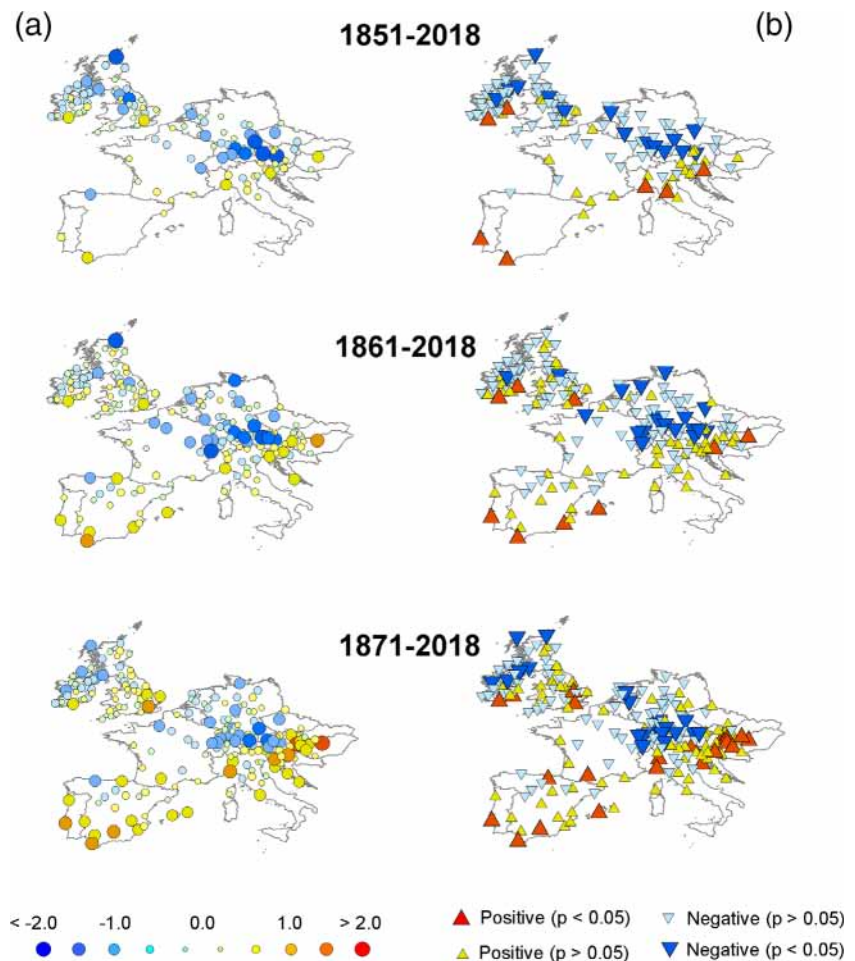 (a)
1851-2018
(b)
1861-2018
1871-2018
< -2.0 -1.0 0.0 1.0 > 2.0
Positive (p < 0.05) Negative (p > 0.05)
Positive (p > 0.05) Negative (p < 0.05)